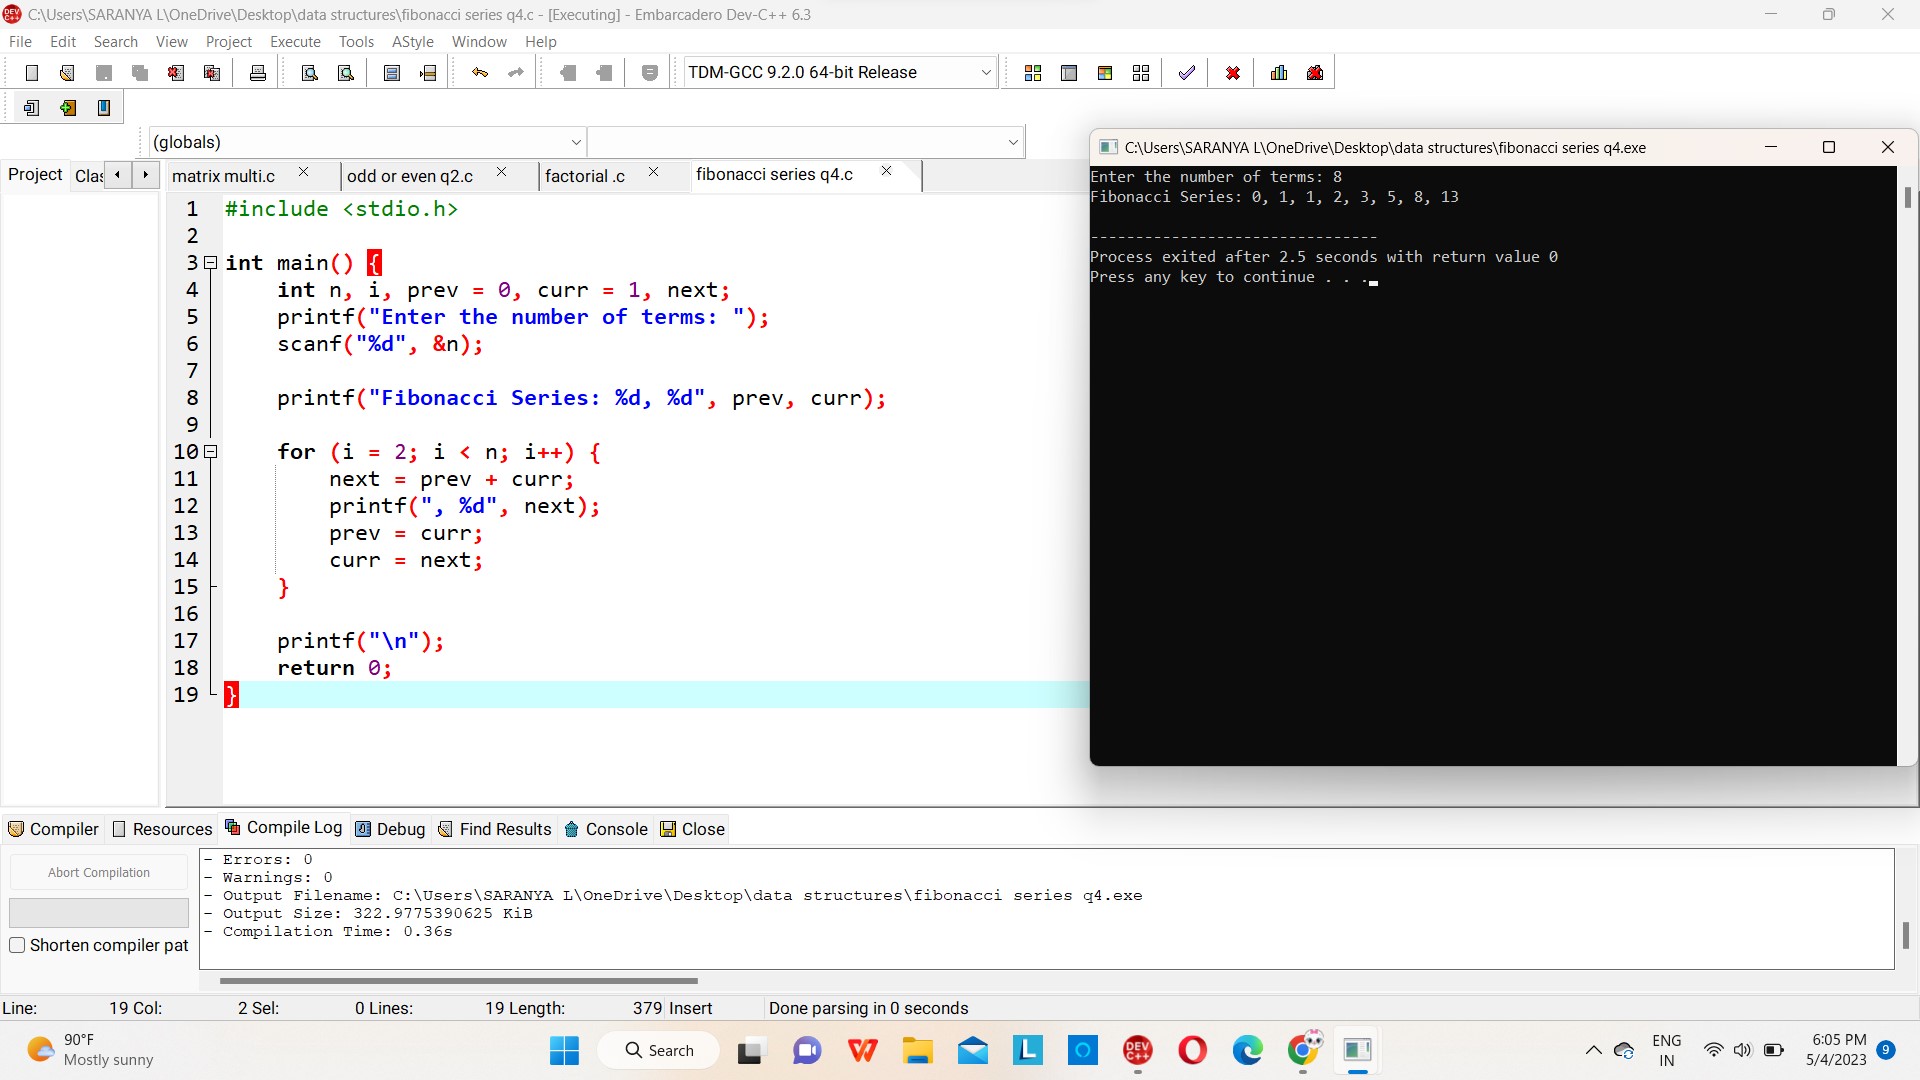 C:\Users\SARANYA L\OneDrive\Desktop\data structures\fibonacci series q4.c - [Executing] - Embarcadero Dev-C++ 6.3
File Edit Search View Project Execute Tools AStyle Window Help
TDM-GCC 9.2.0 64-bit Release
(globals)
Project Clas
matrix multi.c
odd or even q2.c
factorial .c
fibonacci series q4.c
1 #include <stdio.h>
2
3 int main() {
4     int n, i, prev = 0, curr = 1, next;
5     printf("Enter the number of terms: ");
6     scanf("%d", &n);
7
8     printf("Fibonacci Series: %d, %d", prev, curr);
9
10     for (i = 2; i < n; i++) {
11         next = prev + curr;
12         printf(", %d", next);
13         prev = curr;
14         curr = next;
15     }
16
17     printf("\n");
18     return 0;
19 }
C:\Users\SARANYA L\OneDrive\Desktop\data structures\fibonacci series q4.exe
Enter the number of terms: 8
Fibonacci Series: 0, 1, 1, 2, 3, 5, 8, 13
--------------------------------
Process exited after 2.5 seconds with return value 0
Press any key to continue . . .
Compiler Resources Compile Log Debug Find Results Console Close
Abort Compilation
Shorten compiler pat
- Errors: 0
- Warnings: 0
- Output Filename: C:\Users\SARANYA L\OneDrive\Desktop\data structures\fibonacci series q4.exe
- Output Size: 322.9775390625 KiB
- Compilation Time: 0.36s
Line: 19 Col: 2 Sel: 0 Lines: 19 Length: 379 Insert Done parsing in 0 seconds
90°F
Mostly sunny
Search
DEV C++
ENG
IN
6:05 PM
5/4/2023
9